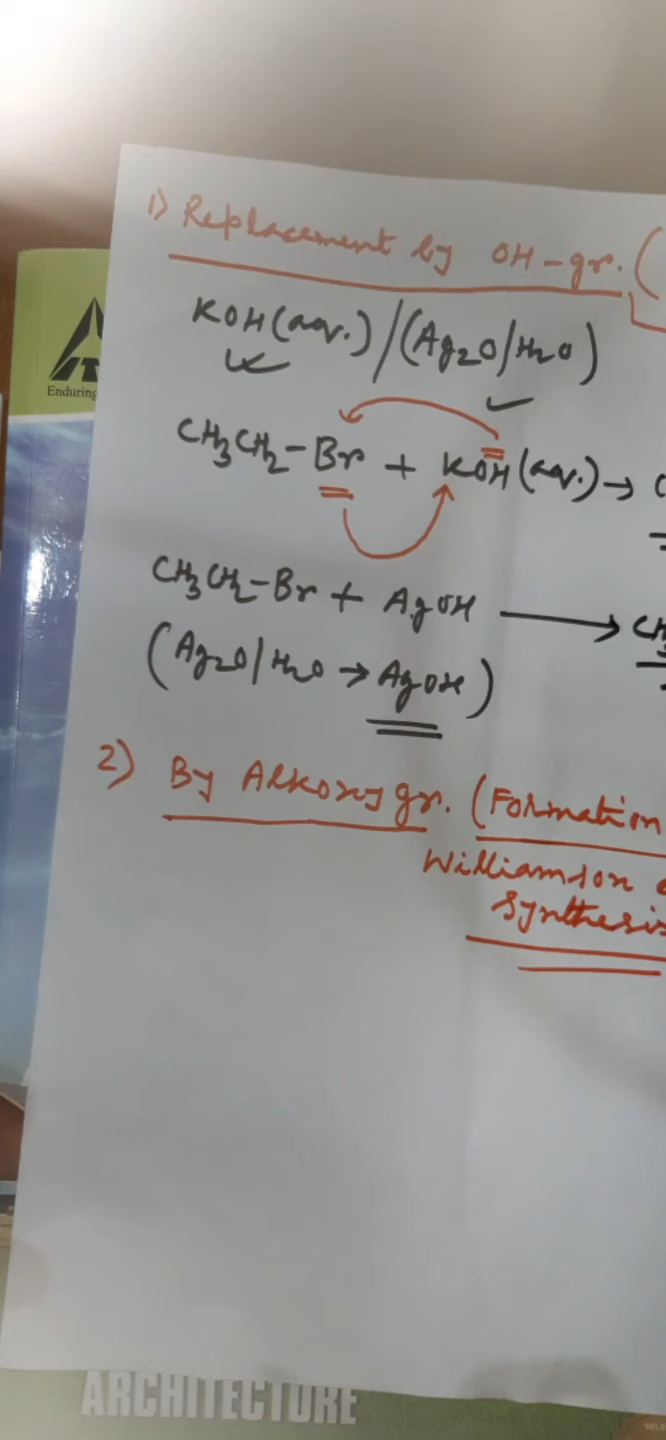 1) Replacement by OH-gr. (
KOH(aq.)/(Ag₂O/H₂O)
CH₃CH₂-Br + KOH(aq.) → C
CH₃CH₂-Br + AgOH ⟶ CH₃
(Ag₂O/H₂O → AgOH)
2) By Alkoxy gr. (Formation
Williamson
Synthesis
Enduring
ARCHITECTURE